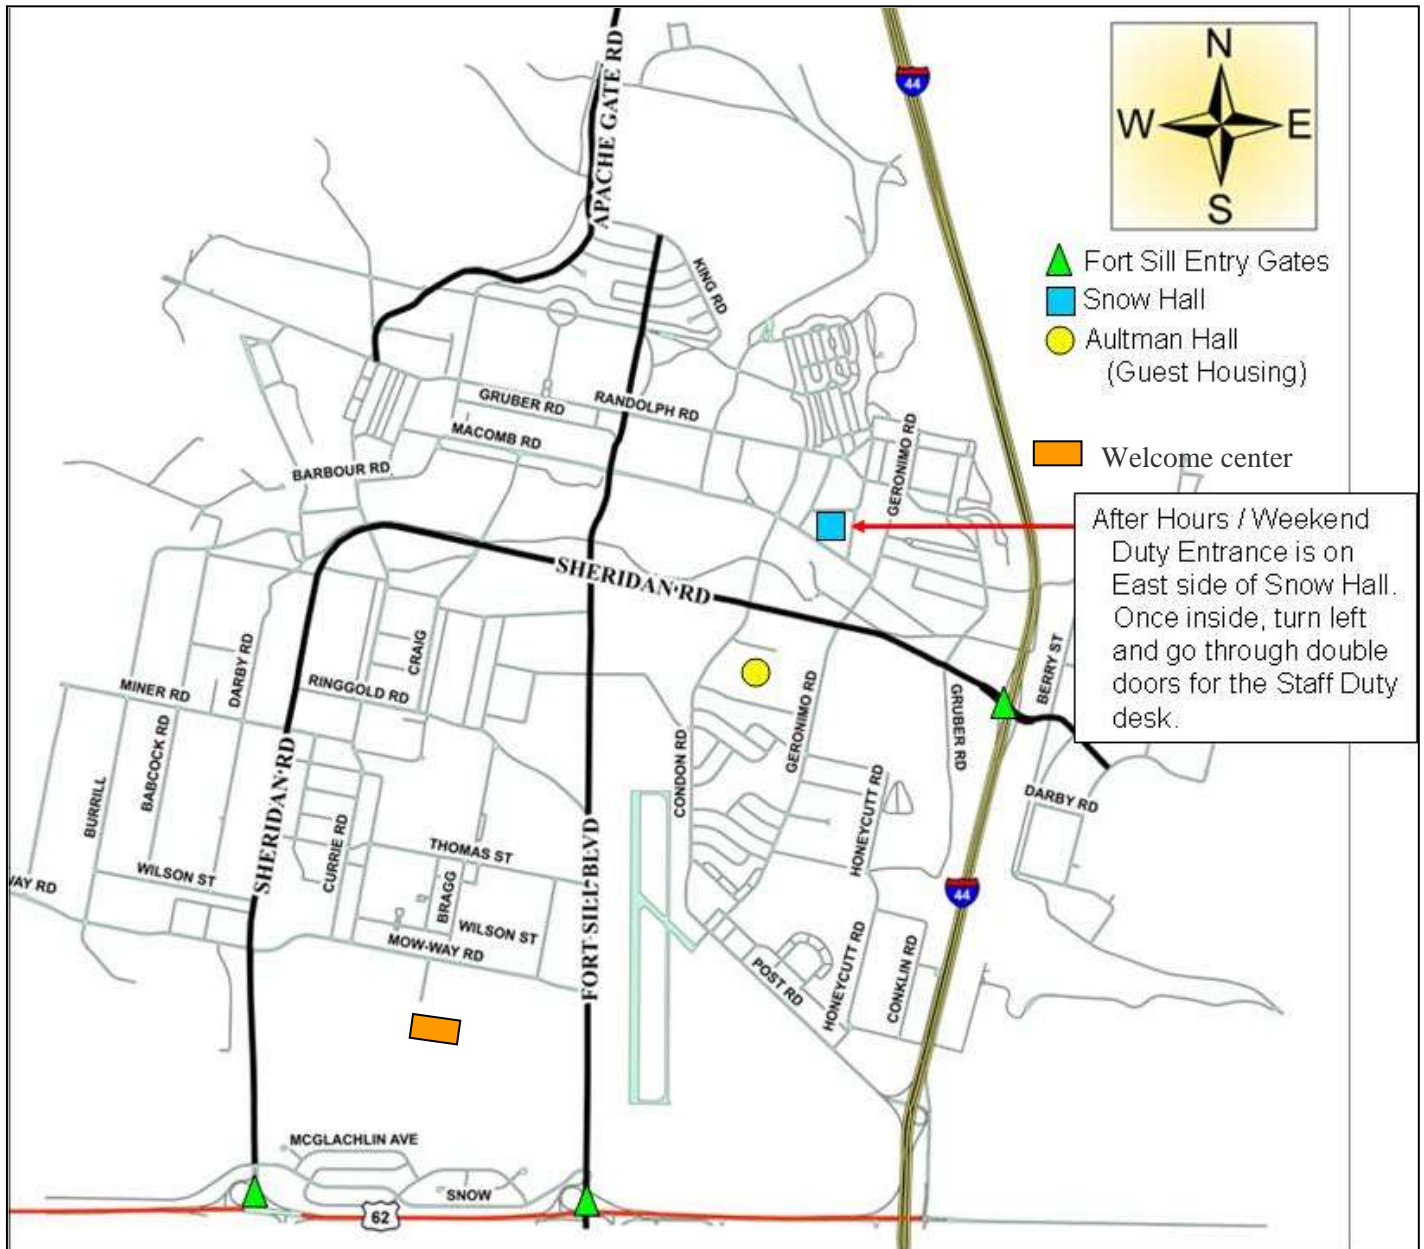 N
W
E
S
44
APACHE GATE RD
Fort Sill Entry Gates
Snow Hall
Aultman Hall
(Guest Housing)
KING RD
GRUBER RD
RANDOLPH RD
MACOMB RD
BARBOUR RD
GERONIMO RD
Welcome center
After Hours / Weekend
Duty Entrance is on
East side of Snow Hall.
Once inside, turn left
and go through double
doors for the Staff Duty
desk.
SHERIDAN RD
DARBY RD
CRAIG
MINER RD
RINGGOLD RD
BABCOCK RD
BURRILL
SHERIDAN RD
CONDON RD
GERONIMO RD
GRUBER RD
BERRY ST
DARBY RD
HONEYCUTT RD
FORT SILL BLVD
THOMAS ST
CURRIE RD
BRAGG
WILSON ST
WAY RD
WILSON ST
MOW-WAY RD
44
POST RD
HONEYCUTT RD
CONKLIN RD
MCGLACHLIN AVE
SNOW
62